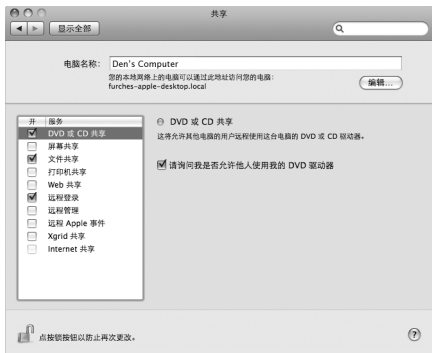 共享
显示全部
电脑名称： Den's Computer
您的本地网络上的电脑可以通过此地址访问您的电脑：
furches-apple-desktop.local
编辑...
开 服务
DVD 或 CD 共享
屏幕共享
文件共享
打印机共享
Web 共享
远程登录
远程管理
远程 Apple 事件
Xgrid 共享
Internet 共享
DVD 或 CD 共享
这将允许其他电脑的用户远程使用这台电脑的 DVD 或 CD 驱动器。
请询问我是否允许他人使用我的 DVD 驱动器
点按锁按钮以防止再次更改。
?